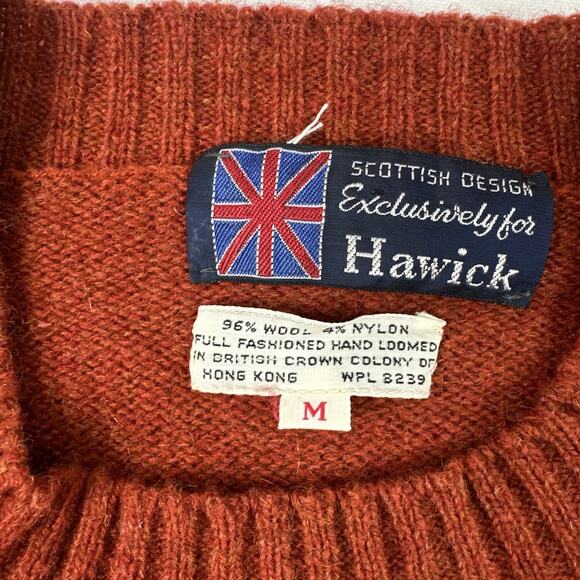 SCOTTISH DESIGN
Exclusively for
Hawick
96% WOOL 4% NYLON
FULL FASHIONED HAND LOOMED
IN BRITISH CROWN COLONY OF
HONG KONG WPL 8239
M